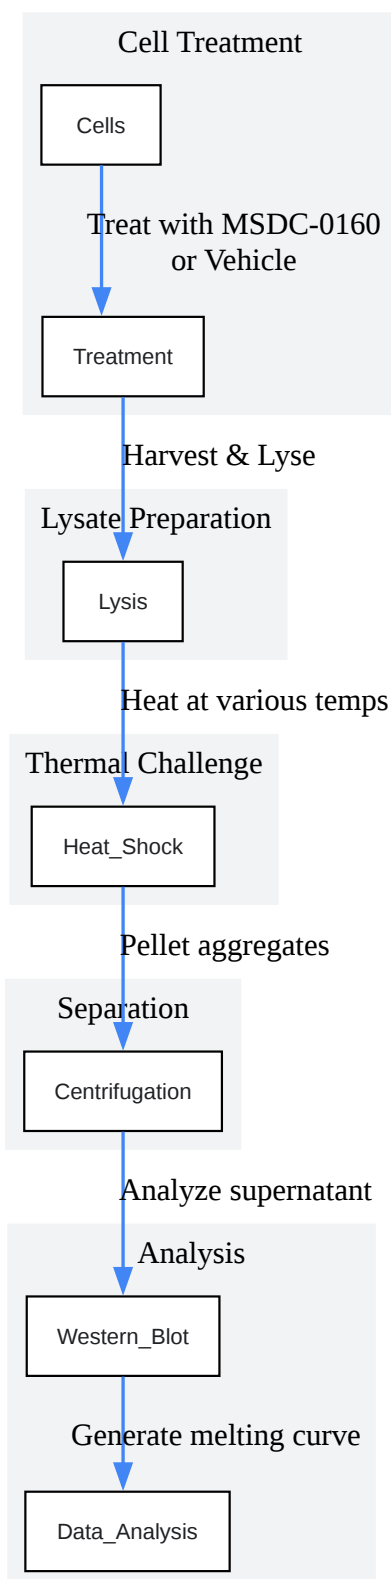 Cell Treatment
Cells
Treat with MSDC-0160
or Vehicle
Treatment
Harvest & Lyse
Lysate Preparation
Lysis
Heat at various temps
Thermal Challenge
Heat_Shock
Pellet aggregates
Separation
Centrifugation
Analyze supernatant
Analysis
Western_Blot
Generate melting curve
Data_Analysis